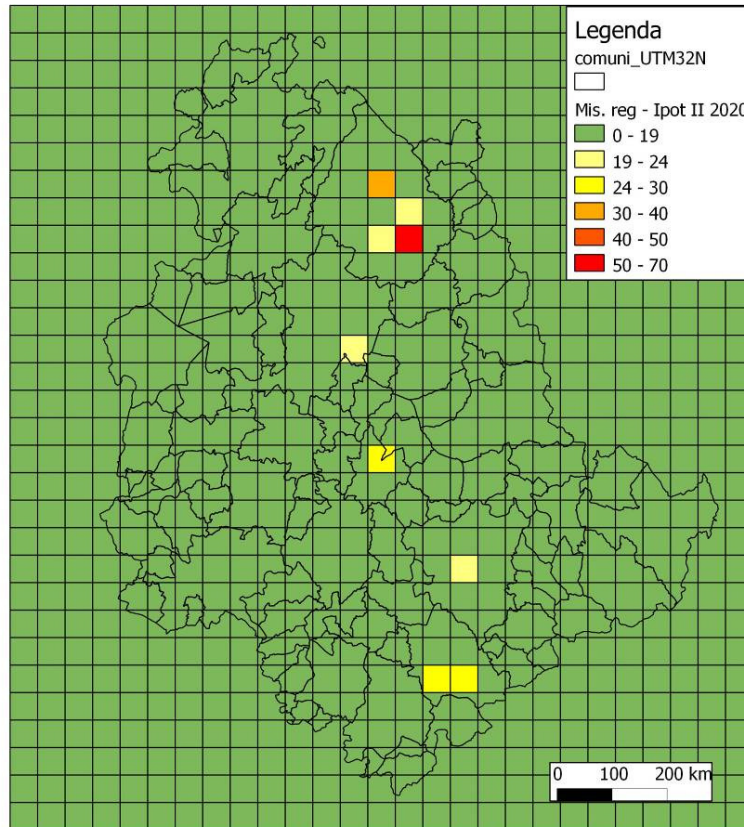 Legenda
comuni_UTM32N
Mis. reg - Ipot II 2020
0 - 19
19 - 24
24 - 30
30 - 40
40 - 50
50 - 70
0 100 200 km